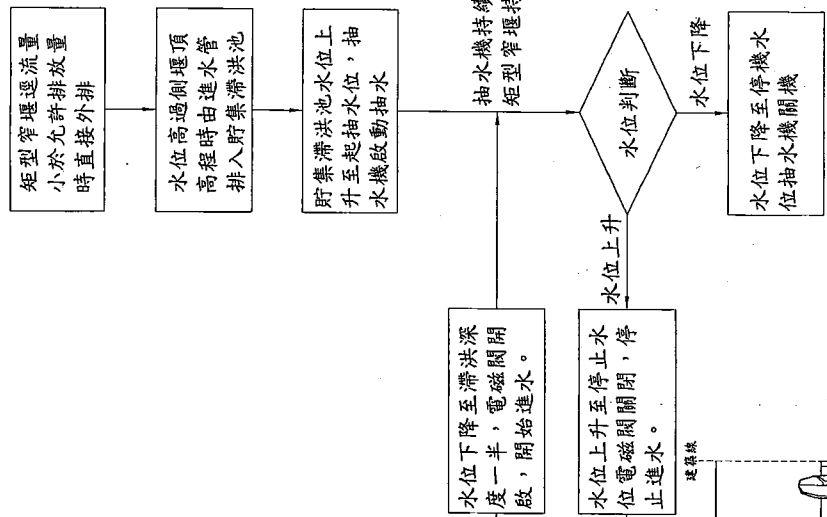 矩型窄堰逕流量
小於允許排放量
時直接外排
水位高過側堰頂
高程時由進水管
排入貯集滯洪池
貯集滯洪池水位上
升至起抽水位，抽
水機啟動抽水
抽水機持續
矩型窄堰持
水位判斷
水位下降
水位下降至停機水
位抽水機關機
水位上升
水位上升至停止水
位電磁閥關閉，停
止進水。
水位下降至滯洪深
度一半，電磁閥開
啟，開始進水。
建築線